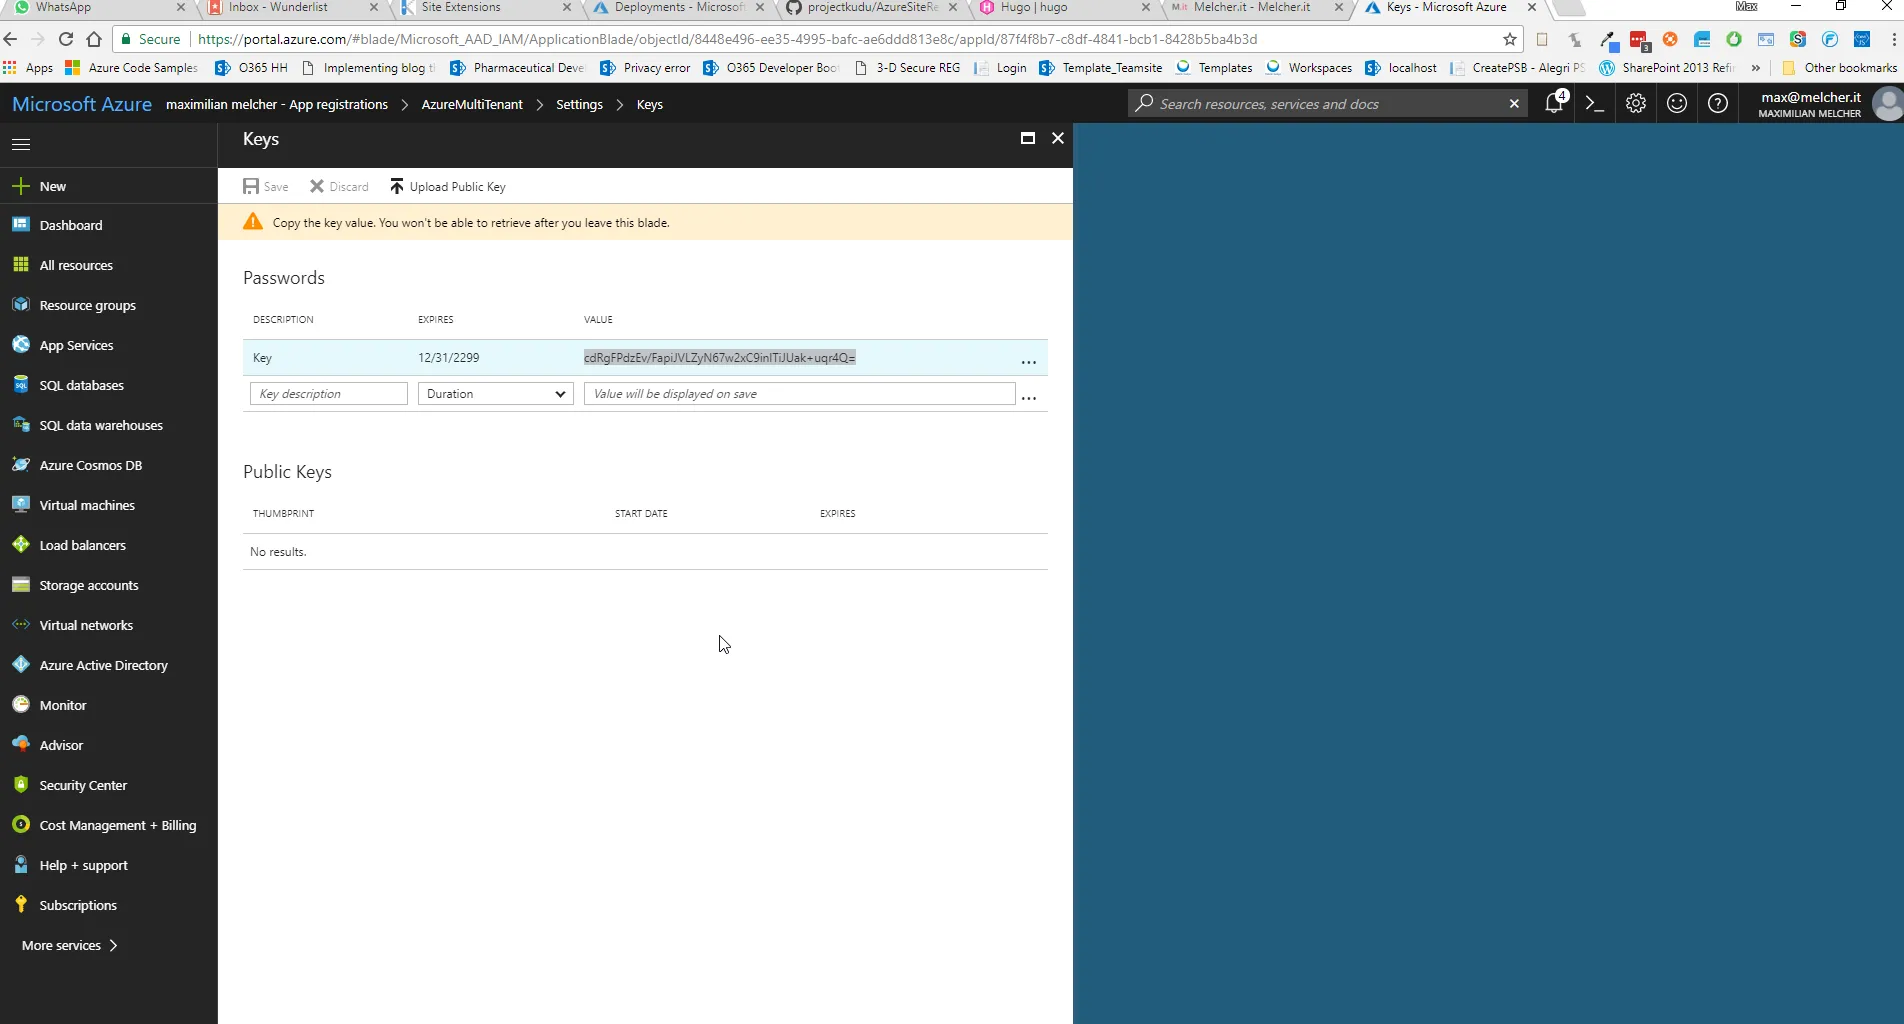 WhatsApp
Inbox - Wunderlist
Site Extensions
Deployments - Microsoft
projectkudu/AzureSiteRe
Hugo | hugo
M.it Melcher.it - Melcher.it
Keys - Microsoft Azure
Max
Secure
https://portal.azure.com/#blade/Microsoft_AAD_IAM/ApplicationBlade/objectId/8448e496-ee35-4995-bafc-ae6ddd813e8c/appId/87f4f8b7-c8df-4841-bcb1-8428b5ba4b3d
3
Apps
Azure Code Samples
O365 HH
Implementing blog t
Pharmaceutical Deve
Privacy error
O365 Developer Boo
3-D Secure REG
Login
Template_Teamsite
Templates
Workspaces
localhost
CreatePSB - Alegri PS
SharePoint 2013 Refi
»
Other bookmarks
Microsoft Azure
maximilian melcher - App registrations > AzureMultiTenant > Settings > Keys
Search resources, services and docs
4
max@melcher.it
MAXIMILIAN MELCHER
New
Dashboard
All resources
Resource groups
App Services
SQL databases
SQL data warehouses
Azure Cosmos DB
Virtual machines
Load balancers
Storage accounts
Virtual networks
Azure Active Directory
Monitor
Advisor
Security Center
Cost Management + Billing
Help + support
Subscriptions
More services >
Keys
Save
Discard
Upload Public Key
Copy the key value. You won't be able to retrieve after you leave this blade.
Passwords
DESCRIPTION EXPIRES VALUE
Key 12/31/2299 cdRgFPdzEv/FapiJVLZyN67w2xC9inITiJUak+uqr4Q= ...
Key description Duration Value will be displayed on save ...
Public Keys
THUMBPRINT START DATE EXPIRES
No results.